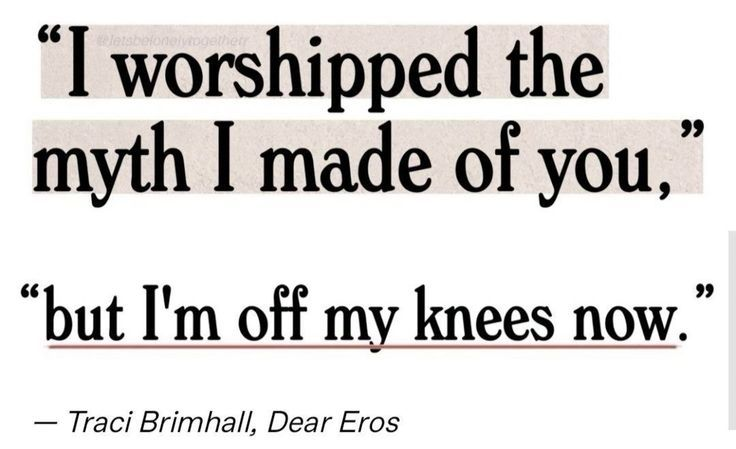 @letsbelonelytogetherr
“I worshipped the
myth I made of you,”
“but I'm off my knees now.”
— Traci Brimhall, Dear Eros